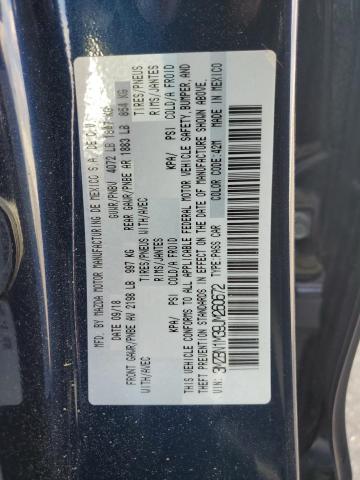 MFD. BY MAZDA MOTOR MANUFACTURING DE MEXICO S.A. DE C.V.
09/18 GVWR/PNBV 4072 LB 1847 KG
FRONT GAWR/PNBE AV 2198 LB 997 KG REAR GAWR/PNBE AR 1883 LB 854 KG
WITH/AVEC TIRES/PNEUS WITH/AVEC TIRES/PNEUS
RIMS/JANTES RIMS/JANTES
KPA/ PSI COLD/A FROID KPA/ PSI COLD/A FROID
THIS VEHICLE CONFORMS TO ALL APPLICABLE FEDERAL MOTOR VEHICLE SAFETY, BUMPER, AND
THEFT PREVENTION STANDARDS IN EFFECT ON THE DATE OF MANUFACTURE SHOWN ABOVE.
VIN: 3MZBN1M39JM260672 TYPE: PASS CAR COLOR CODE: 42M MADE IN MEXICO